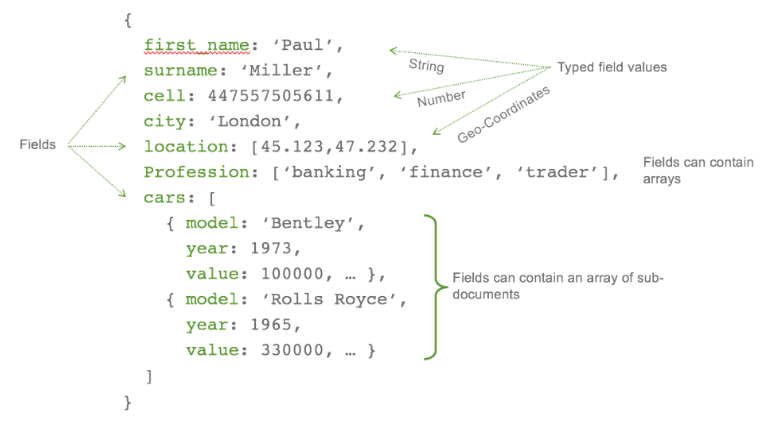 {
first_name: ‘Paul’,
surname: ‘Miller’,
cell: 447557505611,
city: ‘London’,
location: [45.123,47.232],
Profession: [‘banking’, ‘finance’, ‘trader’],
cars: [
{ model: ‘Bentley’,
year: 1973,
value: 100000, … },
{ model: ‘Rolls Royce’,
year: 1965,
value: 330000, … }
]
}
Fields
String
Number
Geo-Coordinates
Typed field values
Fields can contain
arrays
Fields can contain an array of sub-
documents